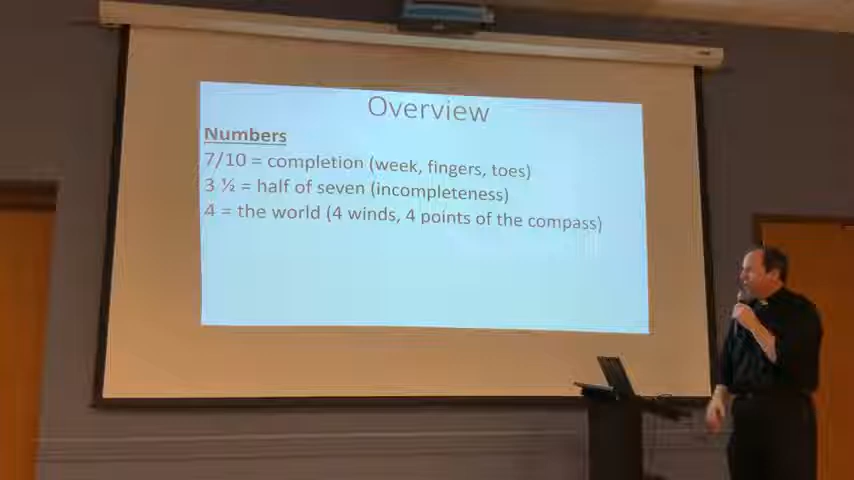 Overview
Numbers
7/10 = completion (week, fingers, toes)
3 ½ = half of seven (incompleteness)
4 = the world (4 winds, 4 points of the compass)